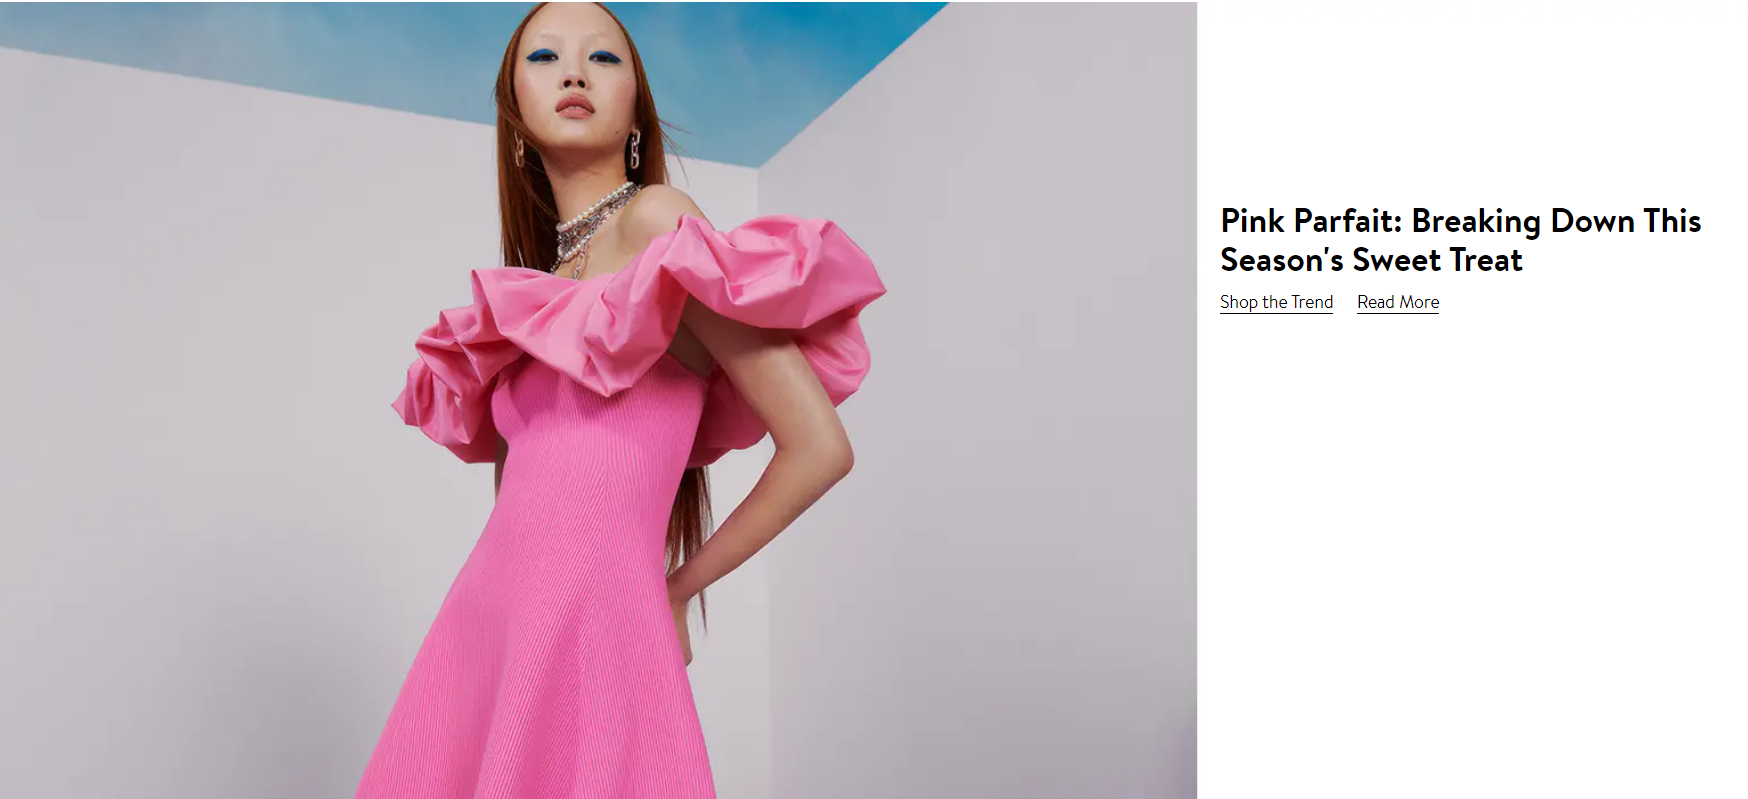 Pink Parfait: Breaking Down This
Season's Sweet Treat
Shop the Trend Read More